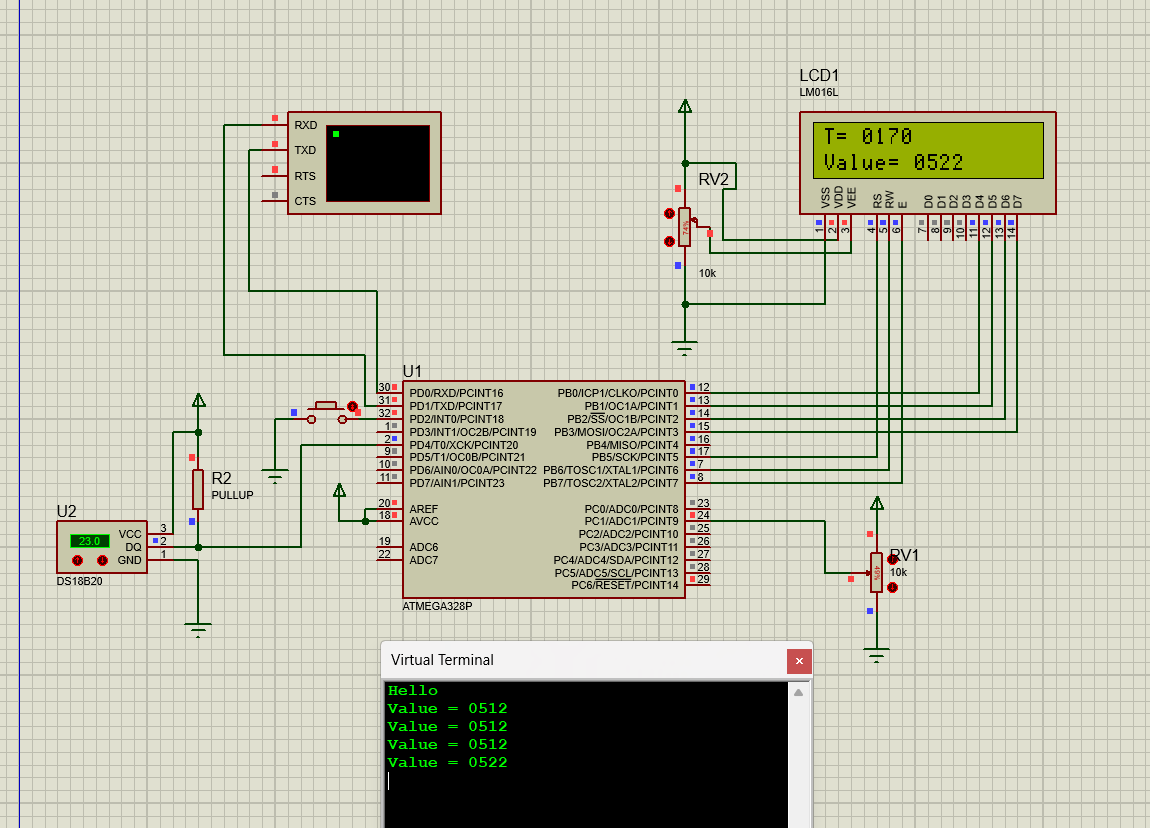 LCD1
LM016L
T= 0170
Value= 0522
VSS
VDD
VEE
RS
RW
E
D0
D1
D2
D3
D4
D5
D6
D7
1
2
3
4
5
6
7
8
9
10
11
12
13
14
RXD
TXD
RTS
CTS
RV2
74%
10k
U1
30 PD0/RXD/PCINT16
31 PD1/TXD/PCINT17
32 PD2/INT0/PCINT18
1 PD3/INT1/OC2B/PCINT19
2 PD4/T0/XCK/PCINT20
9 PD5/T1/OC0B/PCINT21
10 PD6/AIN0/OC0A/PCINT22
11 PD7/AIN1/PCINT23
20 AREF
18 AVCC
19 ADC6
22 ADC7
PB0/ICP1/CLKO/PCINT0 12
PB1/OC1A/PCINT1 13
PB2/SS/OC1B/PCINT2 14
PB3/MOSI/OC2A/PCINT3 15
PB4/MISO/PCINT4 16
PB5/SCK/PCINT5 17
PB6/TOSC1/XTAL1/PCINT6 7
PB7/TOSC2/XTAL2/PCINT7 8
PC0/ADC0/PCINT8 23
PC1/ADC1/PCINT9 24
PC2/ADC2/PCINT10 25
PC3/ADC3/PCINT11 26
PC4/ADC4/SDA/PCINT12 27
PC5/ADC5/SCL/PCINT13 28
PC6/RESET/PCINT14 29
ATMEGA328P
R2
PULLUP
U2
23.0
VCC 3
DQ 2
GND 1
DS18B20
RV1
10k
Virtual Terminal
Hello
Value = 0512
Value = 0512
Value = 0512
Value = 0522